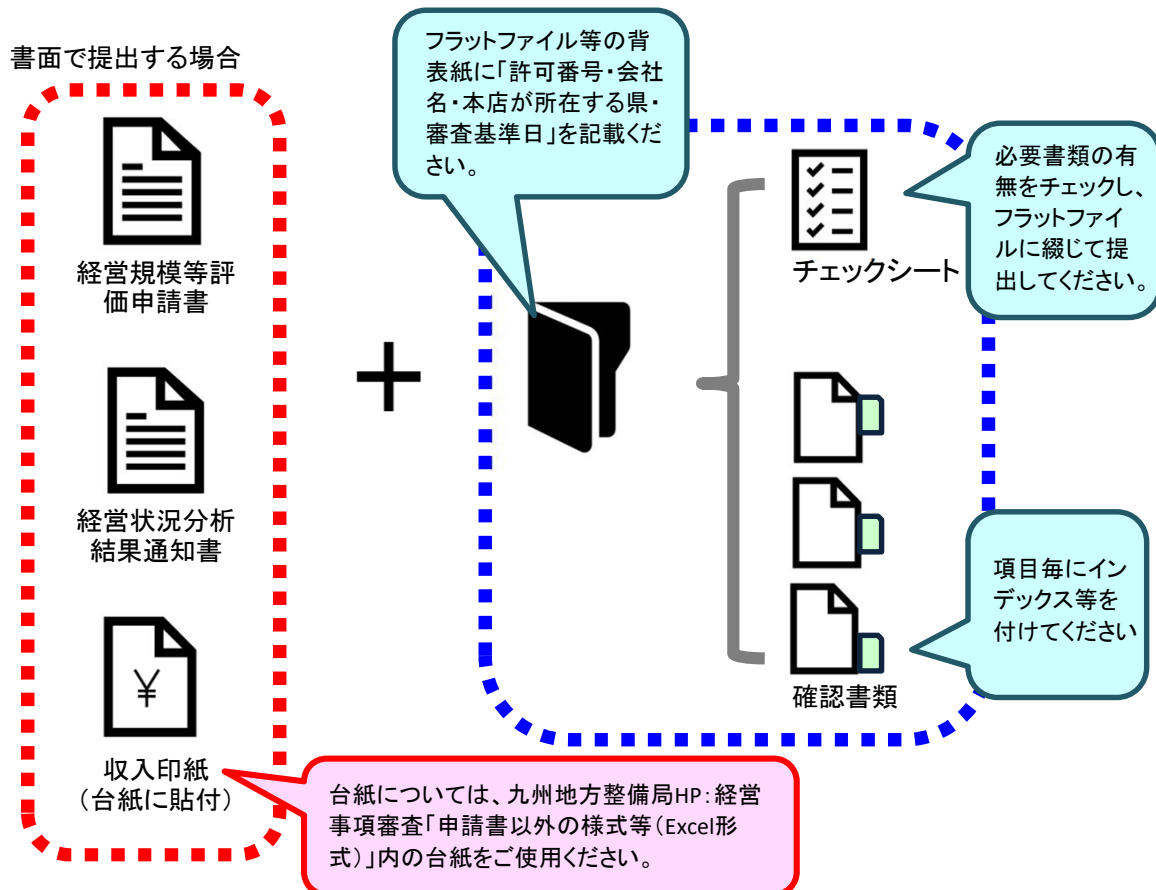 書面で提出する場合
経営規模等評
価申請書
経営状況分析
結果通知書
¥
収入印紙
(台紙に貼付)
台紙については、九州地方整備局HP:経営
事項審査「申請書以外の様式等(Excel形
式)」内の台紙をご使用ください。
+
フラットファイル等の背
表紙に「許可番号・会社
名・本店が所在する県・
審査基準日」を記載くだ
さい。
チェックシート
必要書類の有
無をチェックし、
フラットファイ
ルに綴じて提
出してください。
項目毎にイン
デックス等を
付けてください
確認書類